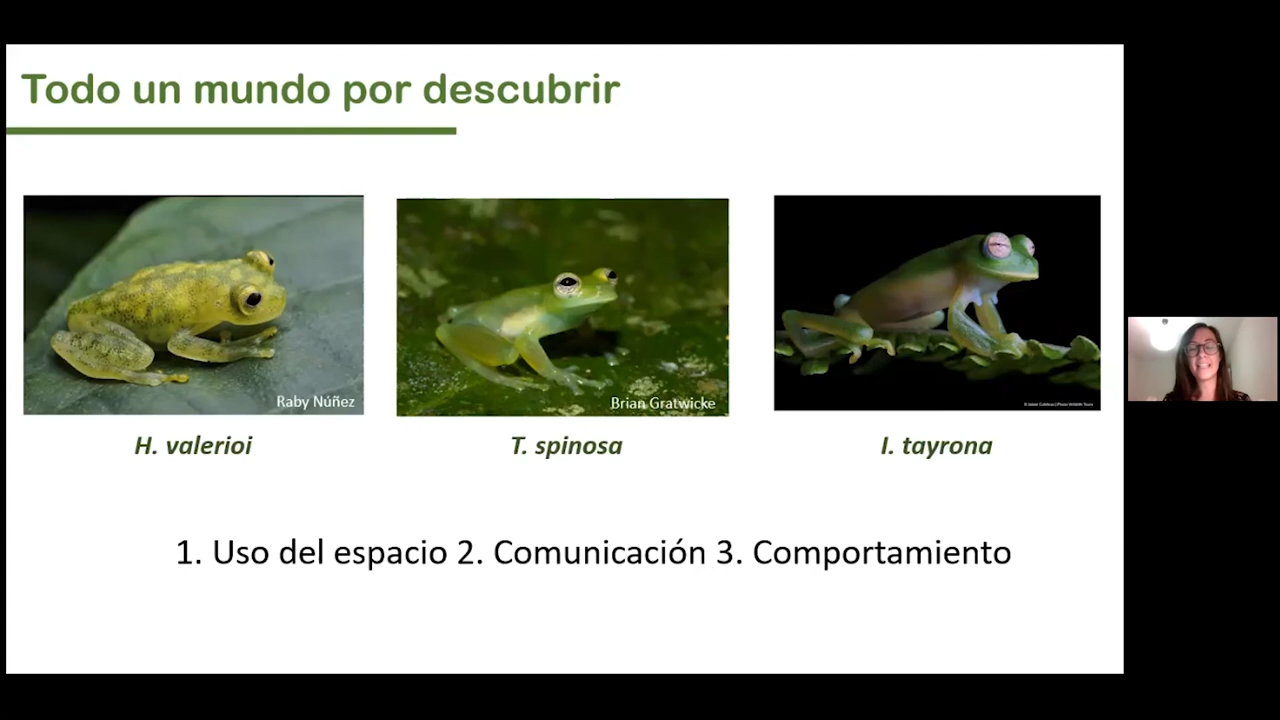 Todo un mundo por descubrir
Raby Núñez
Brian Gratwicke
H. valerioi
T. spinosa
I. tayrona
1. Uso del espacio 2. Comunicación 3. Comportamiento